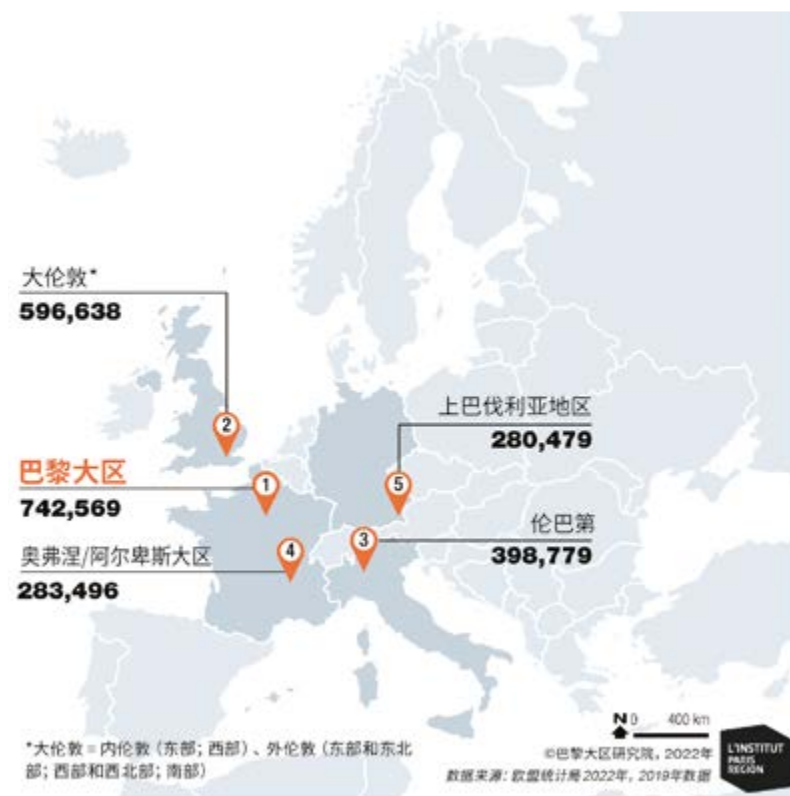 大伦敦*
596,638
2
巴黎大区
742,569
1
上巴伐利亚地区
280,479
5
伦巴第
398,779
3
奥弗涅/阿尔卑斯大区
283,496
4
N 0 400 km
*大伦敦 = 内伦敦（东部；西部）、外伦敦（东部和东北
部；西部和西北部；南部）
©巴黎大区研究院，2022年
数据来源：欧盟统计局2022年，2019年数据
L'INSTITUT
PARIS
REGION